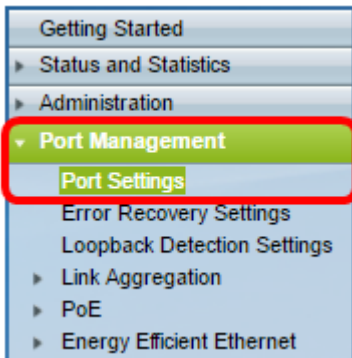 Getting Started
Status and Statistics
Administration
Port Management
Port Settings
Error Recovery Settings
Loopback Detection Settings
Link Aggregation
PoE
Energy Efficient Ethernet